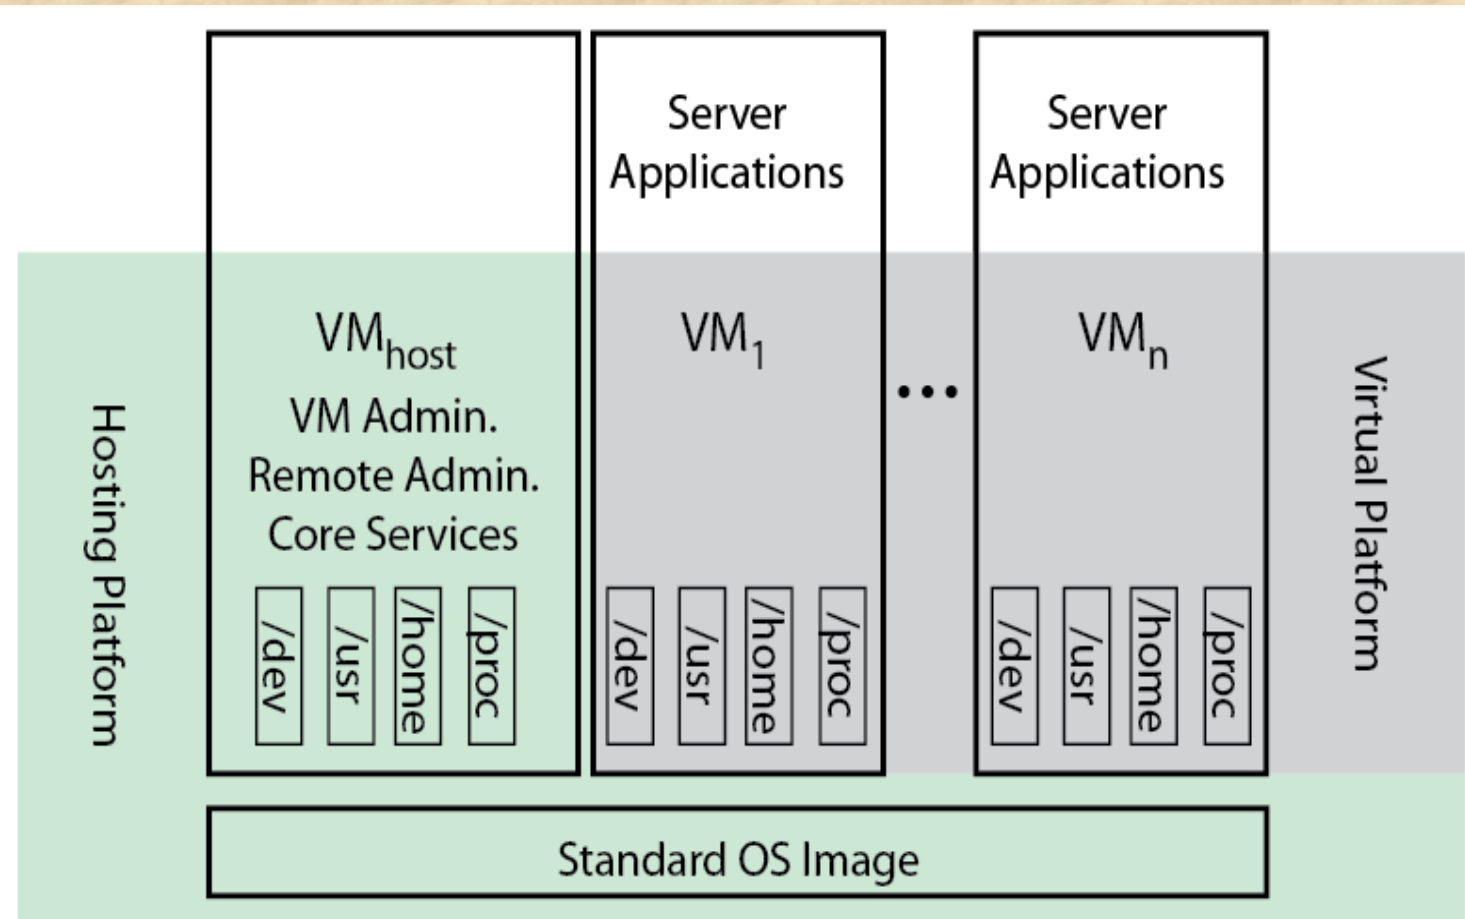 Server
Applications
Server
Applications
Hosting Platform
VMhost
VM Admin.
Remote Admin.
Core Services
/dev
/usr
/home
/proc
VM1
/dev
/usr
/home
/proc
...
VMn
/dev
/usr
/home
/proc
Virtual Platform
Standard OS Image